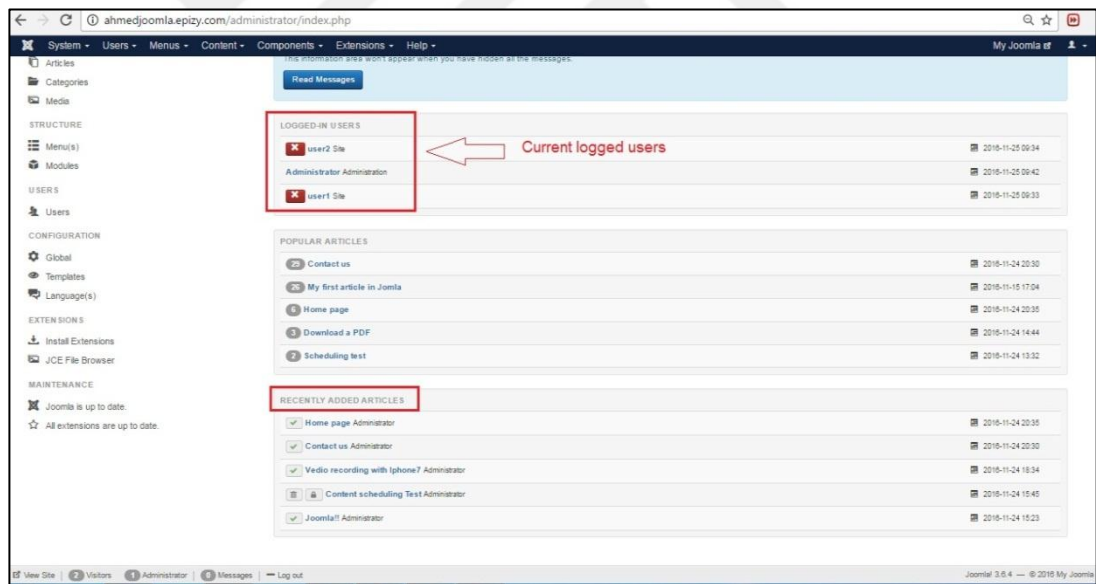 ahmedjoomla.epizy.com/administrator/index.php
System Users Menus Content Components Extensions Help My Joomla
Articles
This information area won't appear when you have hidden all the messages.
Categories
Read Messages
Media
STRUCTURE
Menu(s)
Modules
USERS
Users
CONFIGURATION
Global
Templates
Language(s)
EXTENSIONS
Install Extensions
JCE File Browser
MAINTENANCE
Joomla is up to date.
All extensions are up to date.
LOGGED-IN USERS
user2 Site 2016-11-25 09:34
Administrator Administration 2016-11-25 09:42
user1 Site 2016-11-25 09:33
Current logged users
POPULAR ARTICLES
29 Contact us 2016-11-24 20:30
26 My first article in Jomla 2016-11-15 17:04
6 Home page 2016-11-24 20:35
3 Download a PDF 2016-11-24 14:44
2 Scheduling test 2016-11-24 13:32
RECENTLY ADDED ARTICLES
Home page Administrator 2016-11-24 20:35
Contact us Administrator 2016-11-24 20:30
Vedio recording with Iphone7 Administrator 2016-11-24 18:34
Content scheduling Test Administrator 2016-11-24 15:45
Joomla!! Administrator 2016-11-24 15:23
View Site 2 Visitors 1 Administrator Messages Log out Joomla! 3.6.4 — © 2016 My Joomla